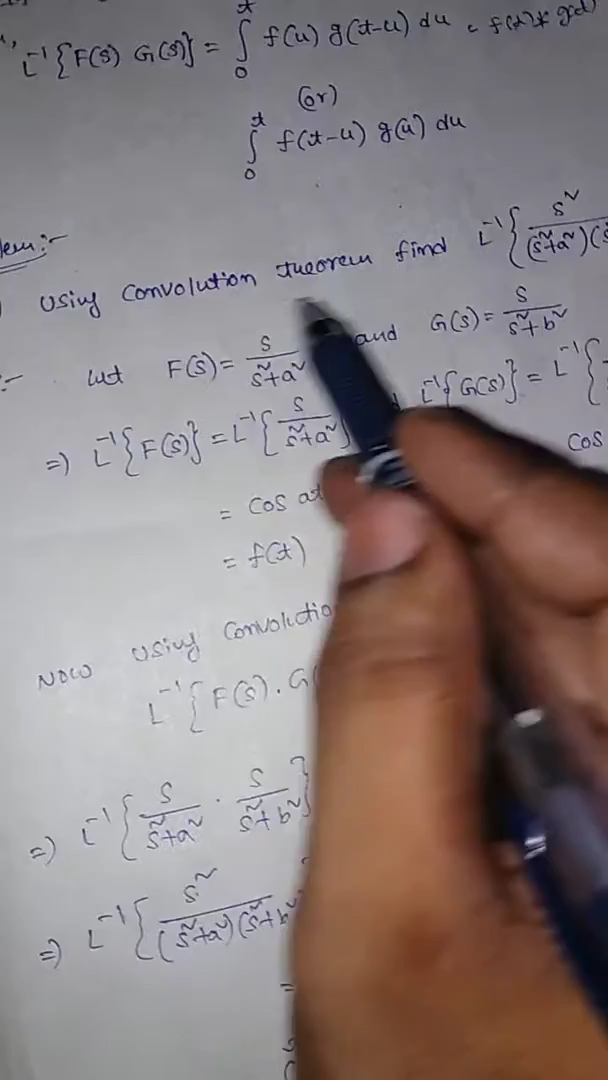 L⁻¹{F(s) G(s)} = ∫₀ᵗ f(u) g(t-u) du = f(t) * g(t)
(or)
∫₀ᵗ f(t-u) g(u) du
lem:-
Using Convolution theorem find L⁻¹{s²/(s²+a²)(s
:- Let F(s) = s/s²+a² and G(s) = s/s²+b²
=) L⁻¹{F(s)} = L⁻¹{s/s²+a²} L⁻¹{G(s)} = L⁻¹{
= Cos at cos
= f(t)
Now using Convolutio
L⁻¹{F(s).G(
=) L⁻¹{s/s²+a² . s/s²+b²}
=) L⁻¹{s²/(s²+a²)(s²+b²
=